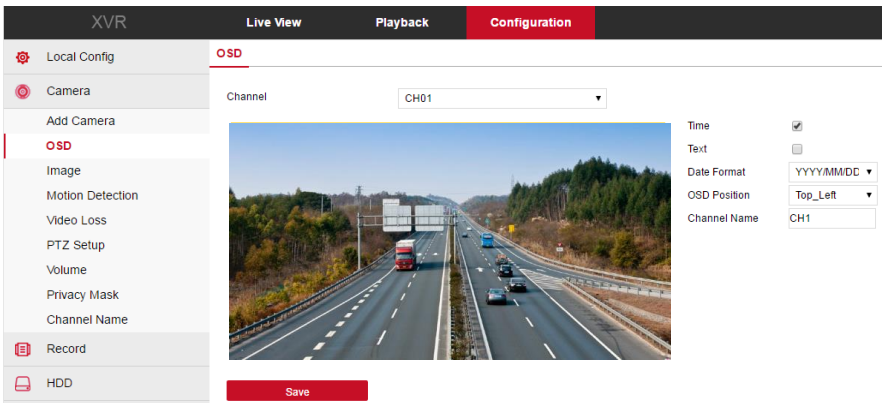 XVR Live View Playback Configuration
Local Config
OSD
Camera
Add Camera
OSD
Image
Motion Detection
Video Loss
PTZ Setup
Volume
Privacy Mask
Channel Name
Record
HDD
Channel CH01
Time
Text
Date Format YYYY/MM/DD
OSD Position Top_Left
Channel Name CH1
Save